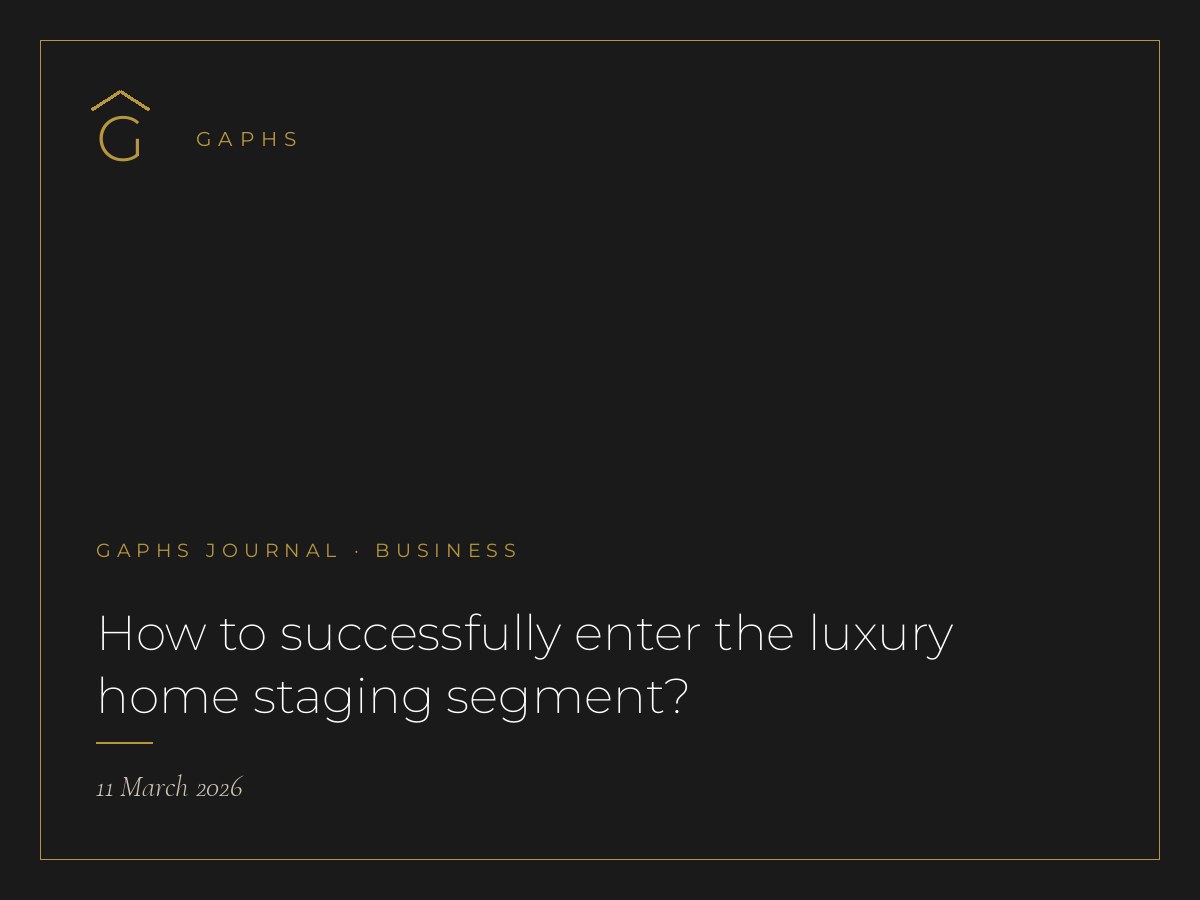 G
GAPHS
GAPHS JOURNAL · BUSINESS
How to successfully enter the luxury
home staging segment?
11 March 2026